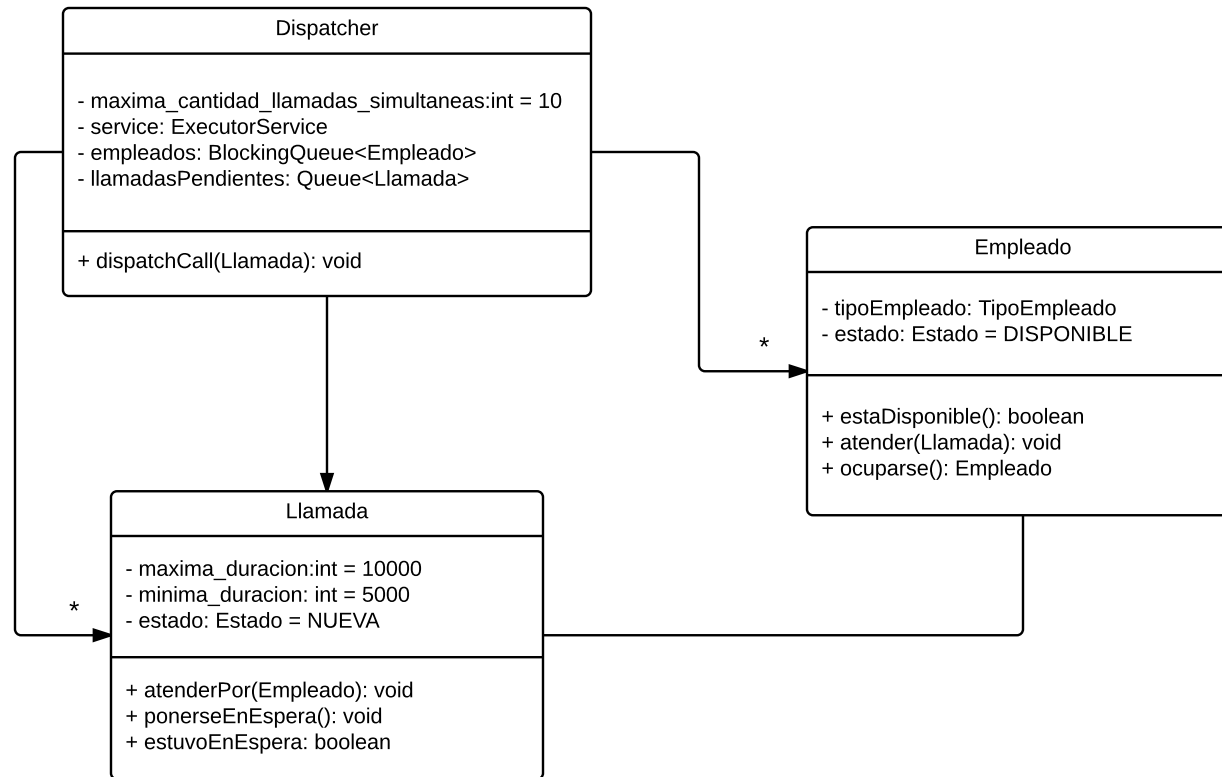 Dispatcher
- maxima_cantidad_llamadas_simultaneas:int = 10
- service: ExecutorService
- empleados: BlockingQueue<Empleado>
- llamadasPendientes: Queue<Llamada>
+ dispatchCall(Llamada): void
*
Empleado
- tipoEmpleado: TipoEmpleado
- estado: Estado = DISPONIBLE
+ estaDisponible(): boolean
+ atender(Llamada): void
+ ocuparse(): Empleado
*
Llamada
- maxima_duracion:int = 10000
- minima_duracion: int = 5000
- estado: Estado = NUEVA
+ atenderPor(Empleado): void
+ ponerseEnEspera(): void
+ estuvoEnEspera: boolean